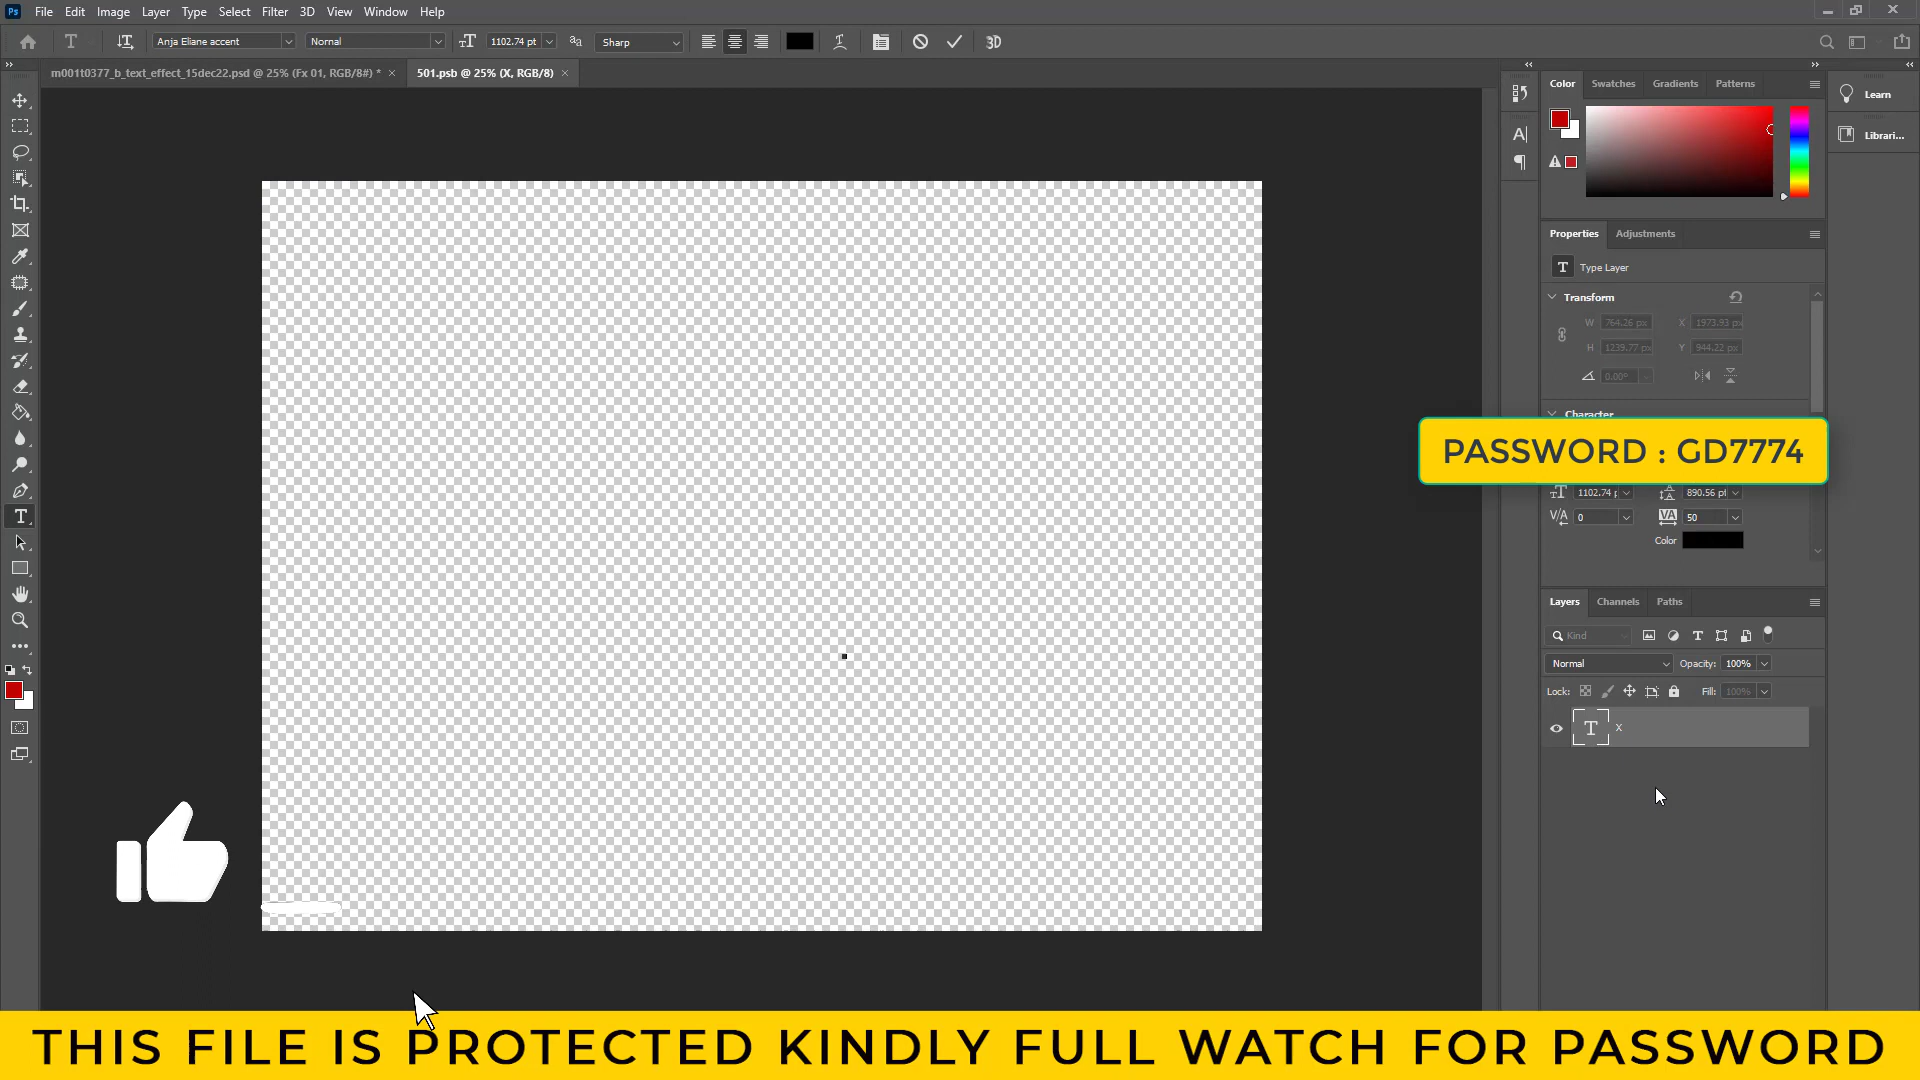 Ps File Edit Image Layer Type Select Filter 3D View Window Help
Anja Eliane accent Normal 1102.74 pt aa Sharp 3D
m001t0377_b_text_effect_15dec22.psd @ 25% (Fx 01, RGB/8#) * × 501.psb @ 25% (X, RGB/8) ×
Color Swatches Gradients Patterns
Learn
Librari...
Properties Adjustments
Type Layer
Transform
W 764.26 px X 1973.93 px
H 1239.77 px Y 944.22 px
0.00°
Character
PASSWORD : GD7774
1102.74 p 890.56 pt
0 50
Color
Layers Channels Paths
Kind
Normal Opacity: 100%
Lock: Fill: 100%
X
THIS FILE IS PROTECTED KINDLY FULL WATCH FOR PASSWORD